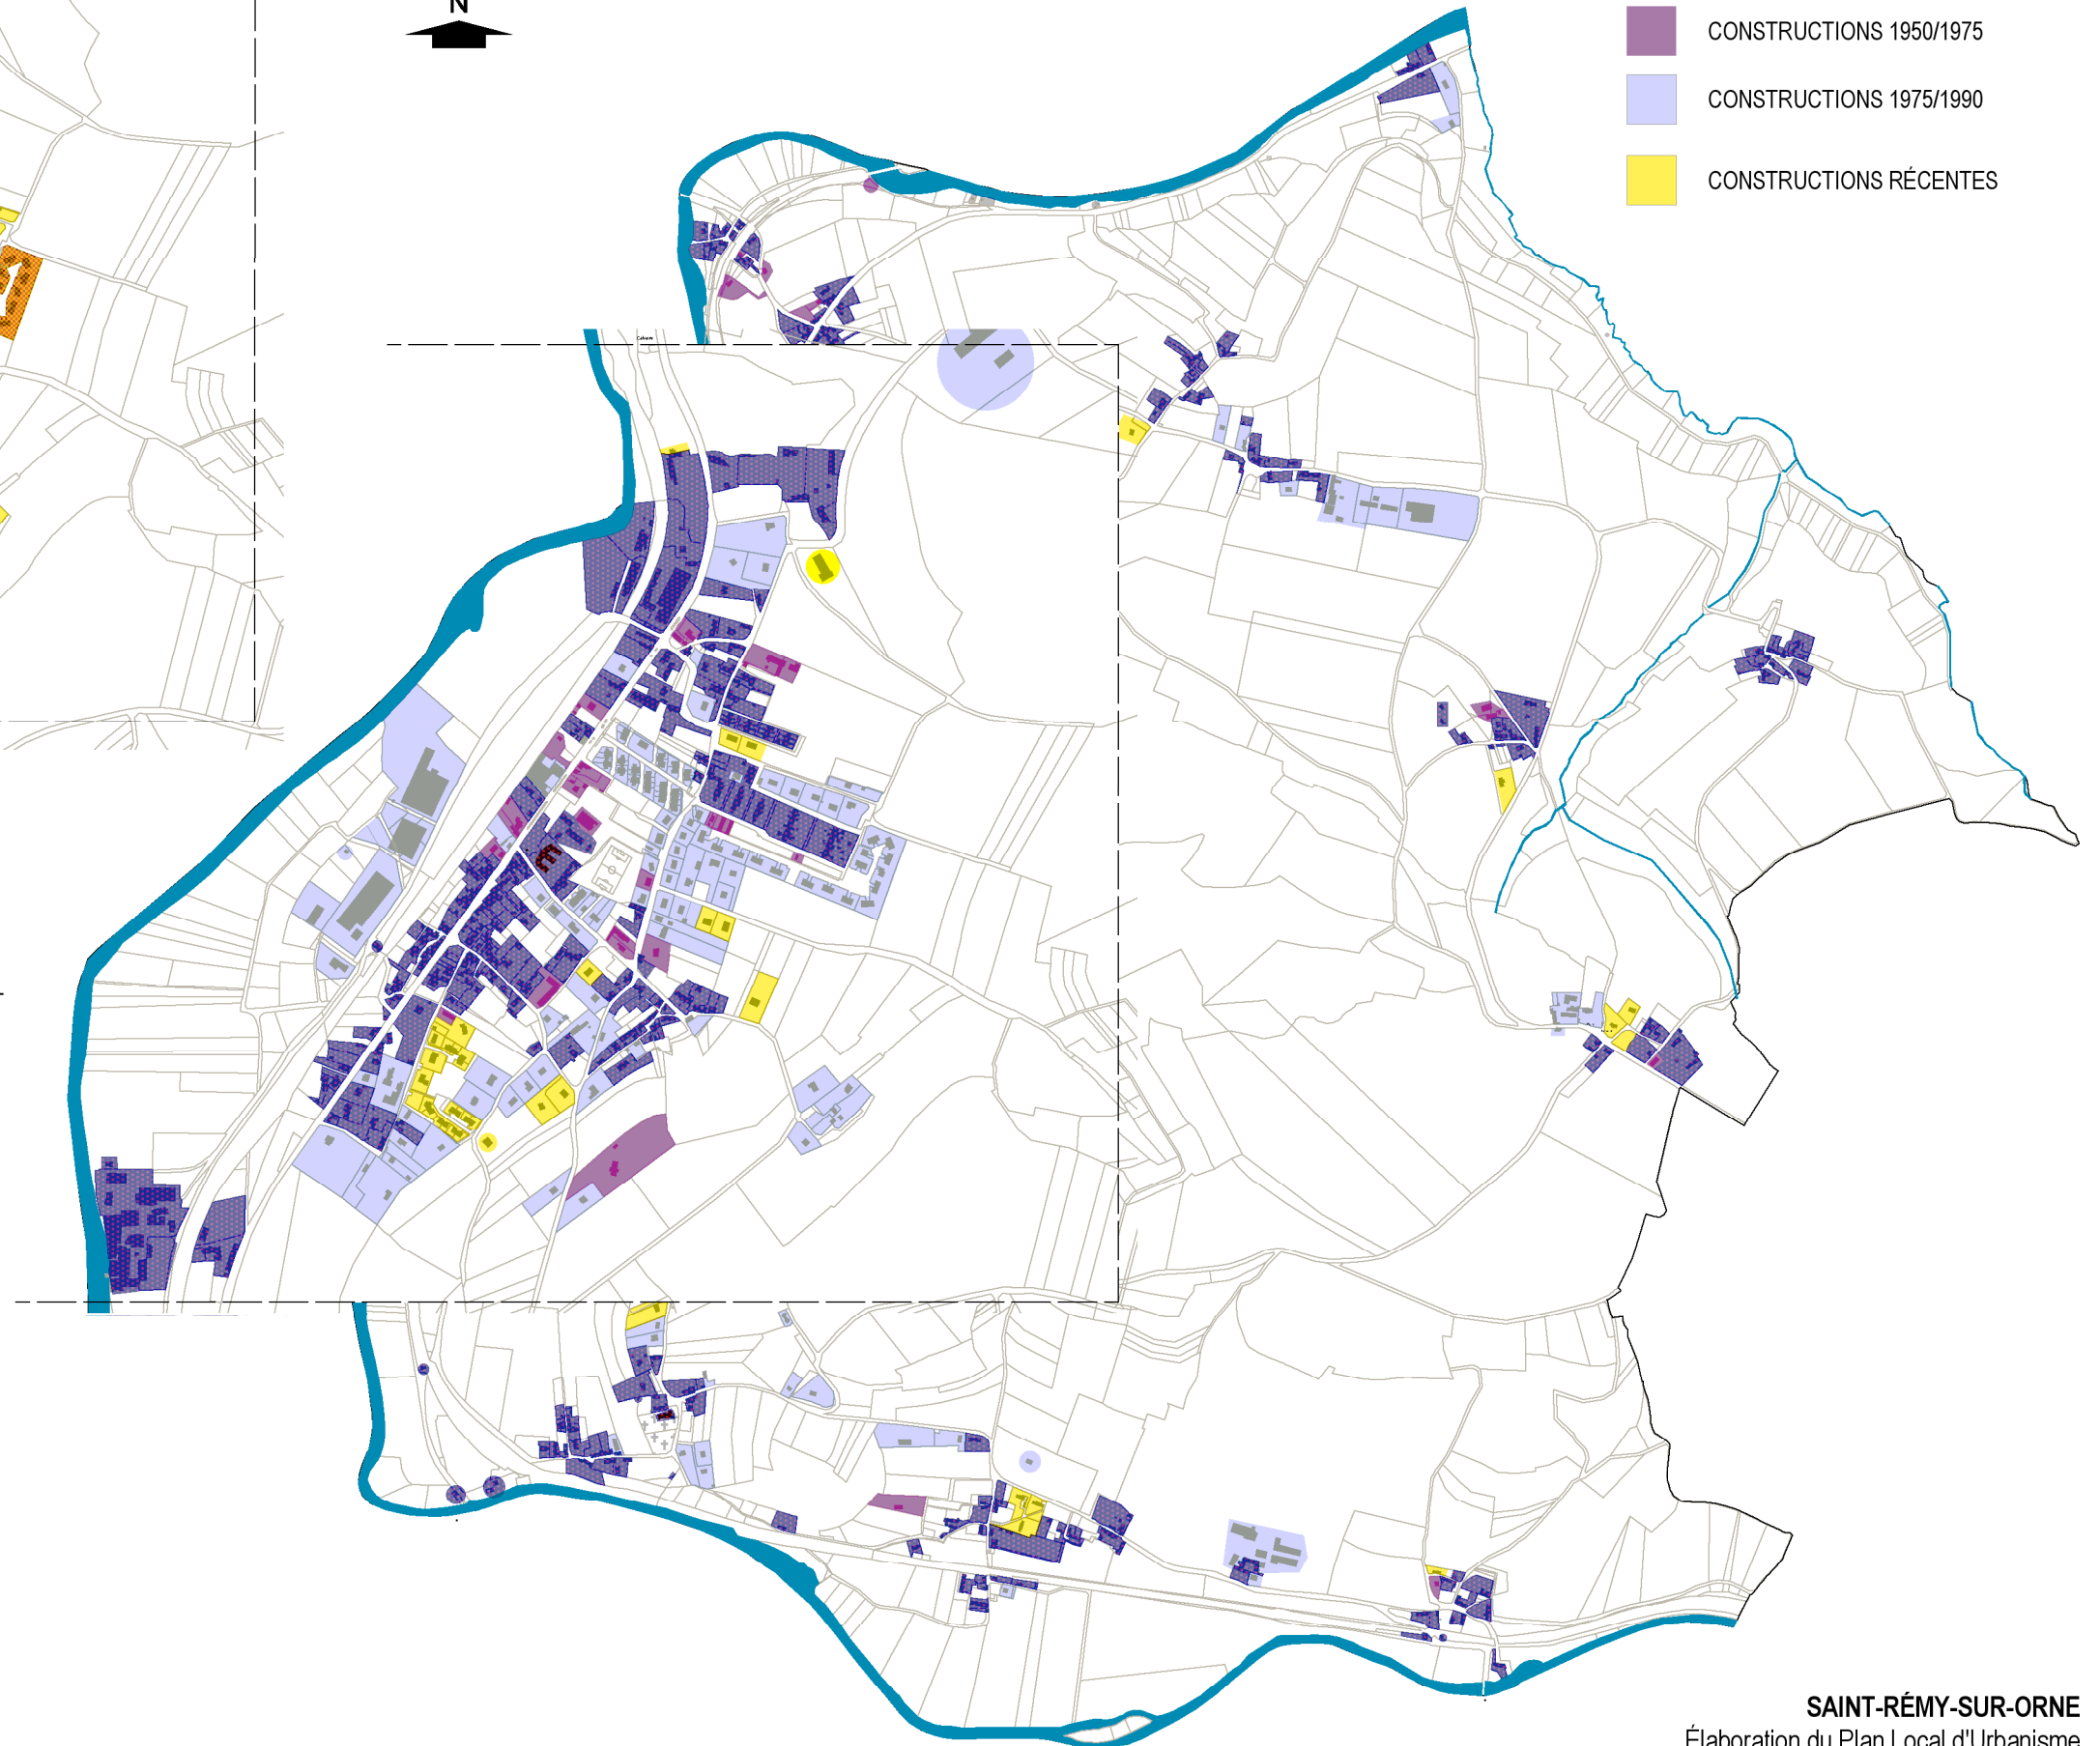 N
CONSTRUCTIONS 1950/1975
CONSTRUCTIONS 1975/1990
CONSTRUCTIONS RÉCENTES
SAINT-RÉMY-SUR-ORNE
Élaboration du Plan Local d'Urbanisme